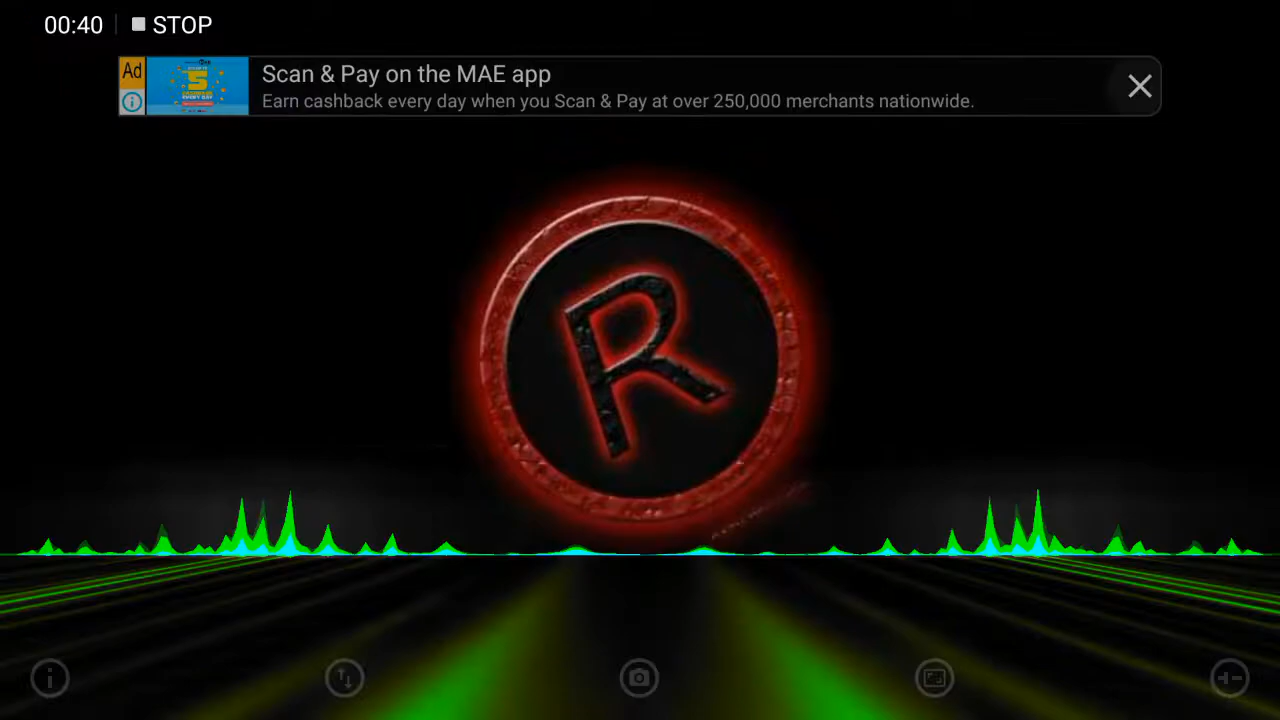 00:40
STOP
Ad
Scan & Pay on the MAE app
Earn cashback every day when you Scan & Pay at over 250,000 merchants nationwide.
5
R